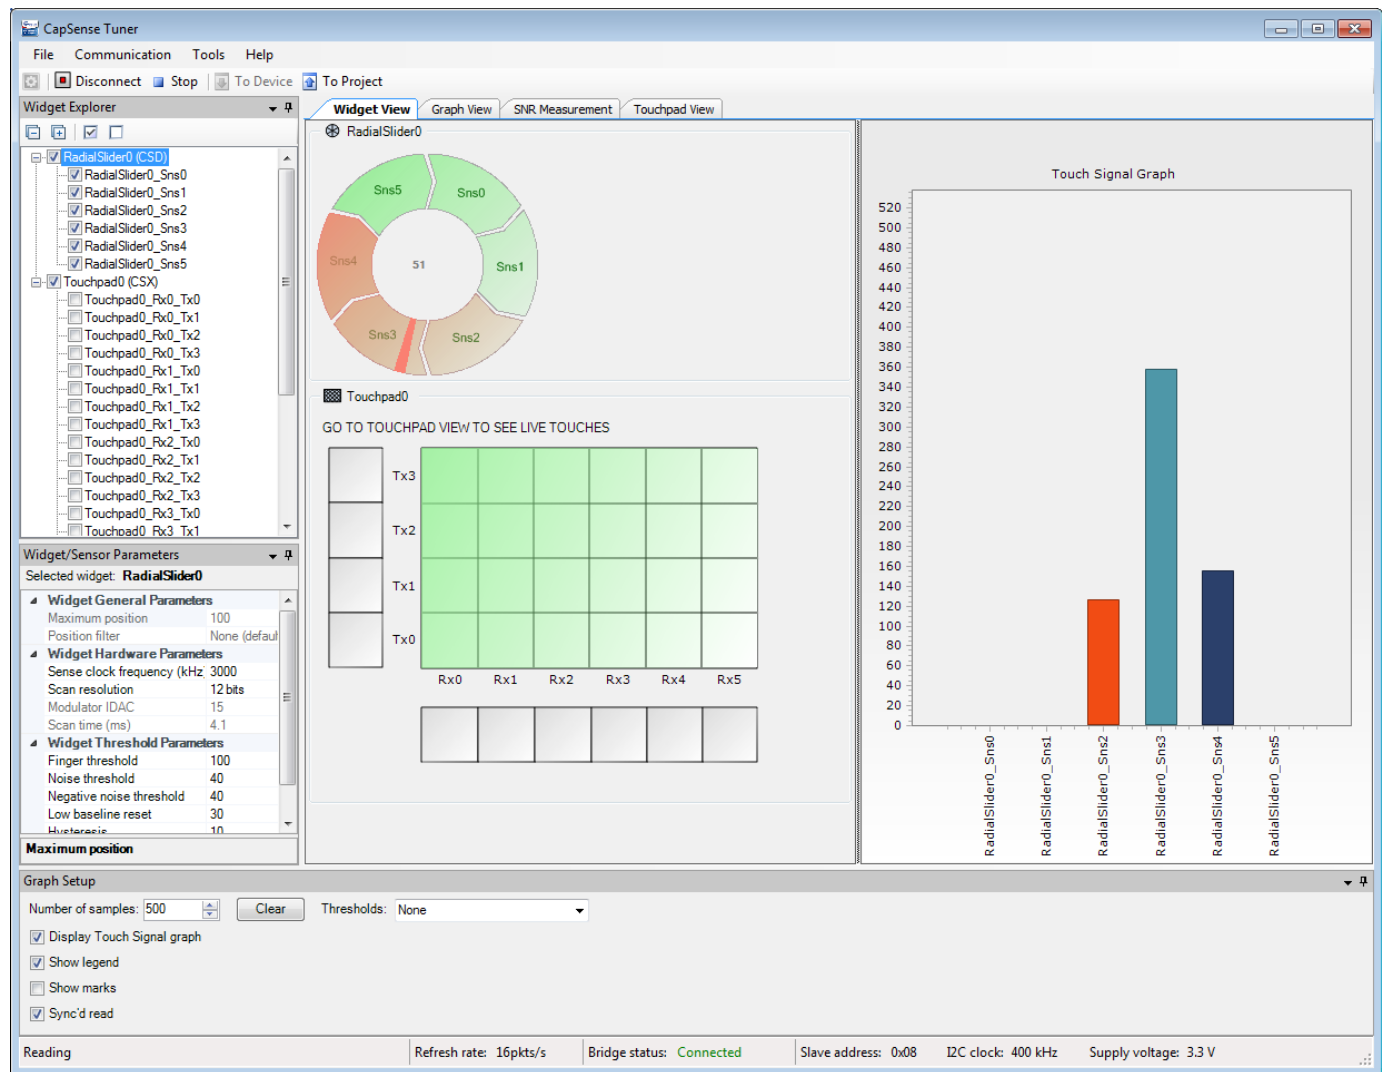 CapSense Tuner
File Communication Tools Help
Disconnect Stop To Device To Project
Widget Explorer
RadialSlider0 (CSD)
RadialSlider0_Sns0
RadialSlider0_Sns1
RadialSlider0_Sns2
RadialSlider0_Sns3
RadialSlider0_Sns4
RadialSlider0_Sns5
Touchpad0 (CSX)
Touchpad0_Rx0_Tx0
Touchpad0_Rx0_Tx1
Touchpad0_Rx0_Tx2
Touchpad0_Rx0_Tx3
Touchpad0_Rx1_Tx0
Touchpad0_Rx1_Tx1
Touchpad0_Rx1_Tx2
Touchpad0_Rx1_Tx3
Touchpad0_Rx2_Tx0
Touchpad0_Rx2_Tx1
Touchpad0_Rx2_Tx2
Touchpad0_Rx2_Tx3
Touchpad0_Rx3_Tx0
Touchpad0_Rx3_Tx1
Widget/Sensor Parameters
Selected widget: RadialSlider0
Widget General Parameters
Maximum position 100
Position filter None (defaul
Widget Hardware Parameters
Sense clock frequency (kHz 3000
Scan resolution 12 bits
Modulator IDAC 15
Scan time (ms) 4.1
Widget Threshold Parameters
Finger threshold 100
Noise threshold 40
Negative noise threshold 40
Low baseline reset 30
Hysteresis 10
Maximum position
Widget View Graph View SNR Measurement Touchpad View
RadialSlider0
Sns5 Sns0
Sns4 51 Sns1
Sns3 Sns2
Touchpad0
GO TO TOUCHPAD VIEW TO SEE LIVE TOUCHES
Tx3
Tx2
Tx1
Tx0
Rx0 Rx1 Rx2 Rx3 Rx4 Rx5
Touch Signal Graph
520
500
480
460
440
420
400
380
360
340
320
300
280
260
240
220
200
180
160
140
120
100
80
60
40
20
0
RadialSlider0_Sns0
RadialSlider0_Sns1
RadialSlider0_Sns2
RadialSlider0_Sns3
RadialSlider0_Sns4
RadialSlider0_Sns5
Graph Setup
Number of samples: 500 Clear Thresholds: None
Display Touch Signal graph
Show legend
Show marks
Sync'd read
Reading Refresh rate: 16pkts/s Bridge status: Connected Slave address: 0x08 I2C clock: 400 kHz Supply voltage: 3.3 V